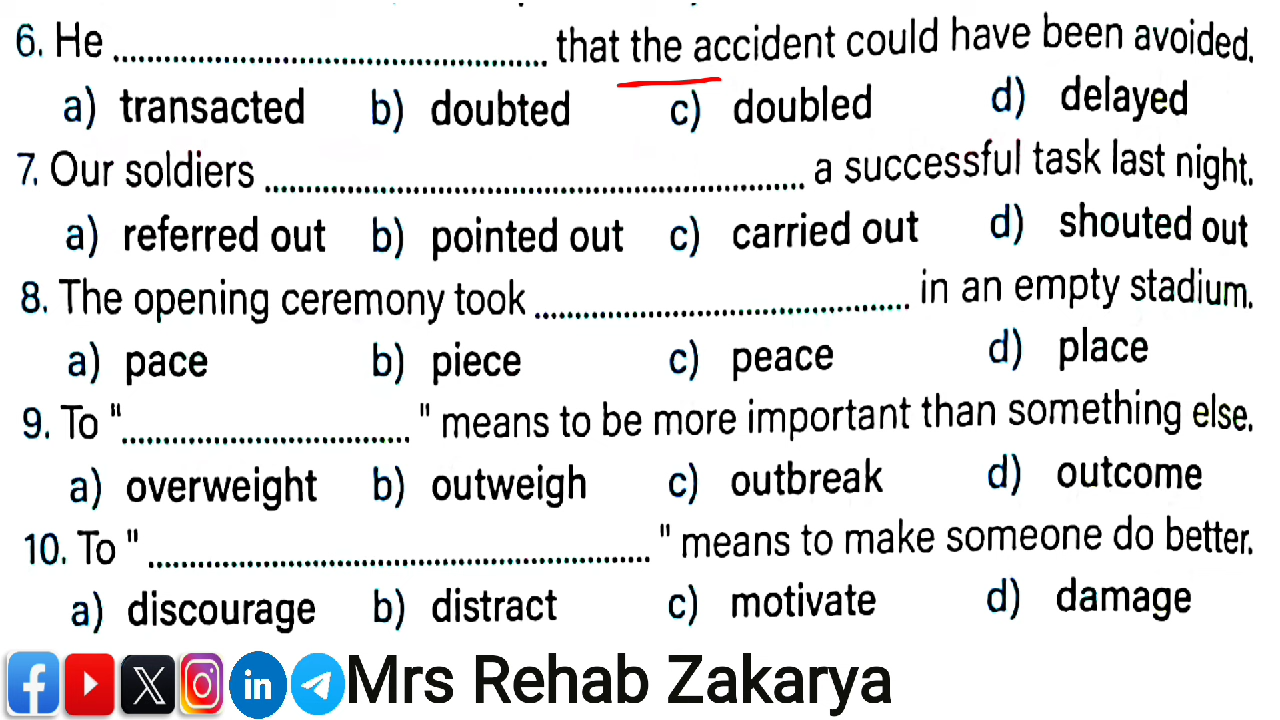 6. He ............................................ that the accident could have been avoided.
a) transacted b) doubted c) doubled d) delayed
7. Our soldiers ...................................................... a successful task last night.
a) referred out b) pointed out c) carried out d) shouted out
8. The opening ceremony took ...................................... in an empty stadium.
a) pace b) piece c) peace d) place
9. To "............................." means to be more important than something else.
a) overweight b) outweigh c) outbreak d) outcome
10. To "...................................................." means to make someone do better.
a) discourage b) distract c) motivate d) damage
Mrs Rehab Zakarya